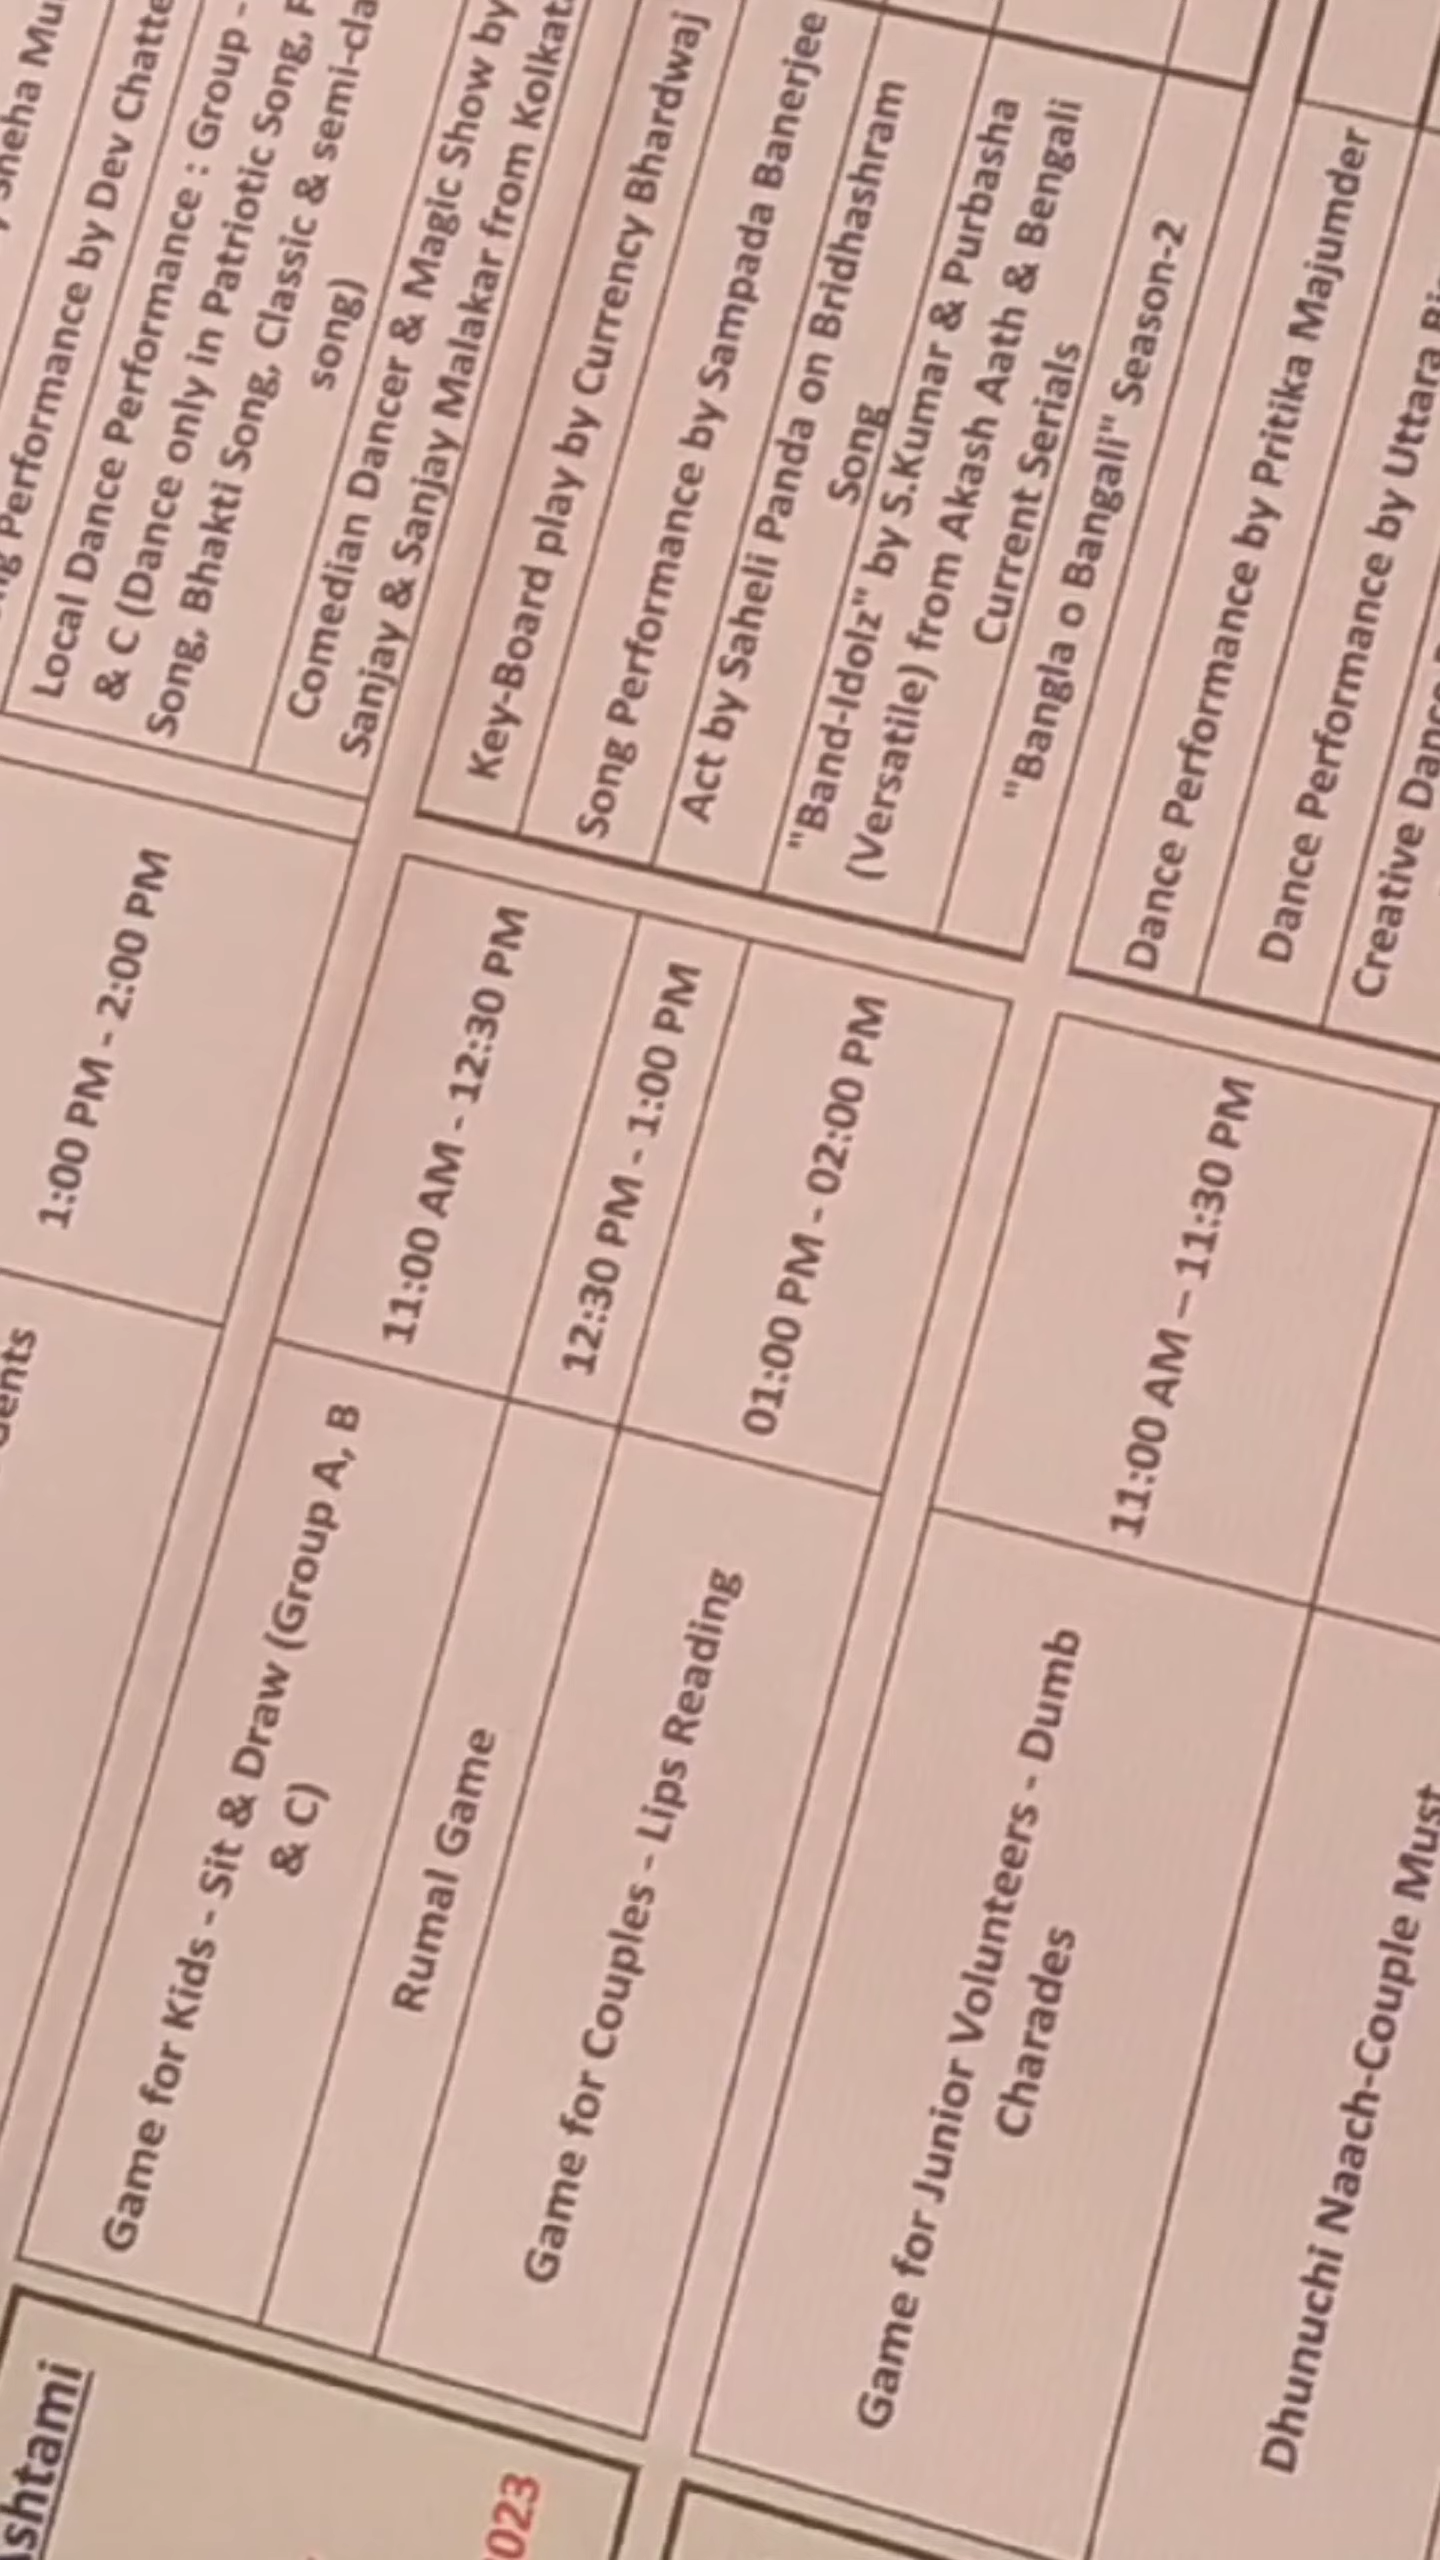 shtami
023
Game for Kids - Sit & Draw (Group A, B
& C)
11:00 AM - 12:30 PM
Rumal Game
12:30 PM - 1:00 PM
Game for Couples - Lips Reading
01:00 PM - 02:00 PM
Game for Junior Volunteers - Dumb
Charades
11:00 AM – 11:30 PM
Dhunuchi Naach-Couple Must
1:00 PM - 2:00 PM
Performance by Dev Chatte
Local Dance Performance : Group -
& C (Dance only in Patriotic Song,
Song, Bhakti Song, Classic & semi-cla
song)
Comedian Dancer & Magic Show by
Sanjay & Sanjay Malakar from Kolkat
Key-Board play by Currency Bhardwaj
Song Performance by Sampada Banerjee
Act by Saheli Panda on Bridhashram
Song
"Band-Idolz" by S.Kumar & Purbasha
(Versatile) from Akash Aath & Bengali
Current Serials
"Bangla o Bangali" Season-2
Dance Performance by Pritika Majumder
Dance Performance by Uttara
Creative Dance